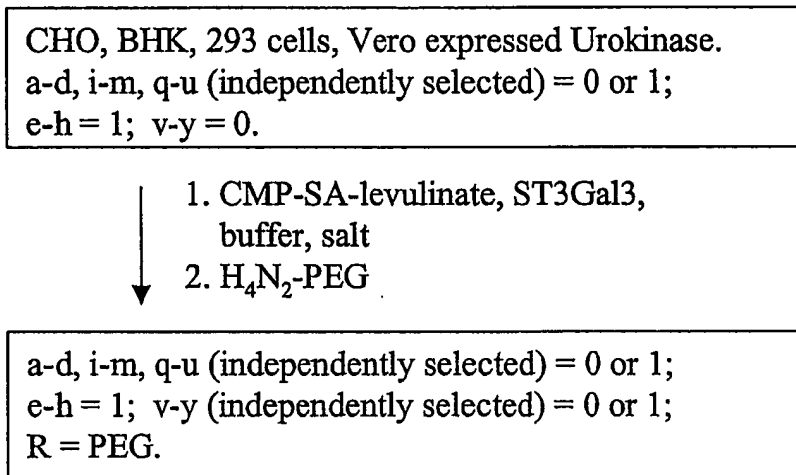 CHO, BHK, 293 cells, Vero expressed Urokinase.
a-d, i-m, q-u (independently selected) = 0 or 1;
e-h = 1; v-y = 0.
1. CMP-SA-levulinate, ST3Gal3,
buffer, salt
2. H₄N₂-PEG
a-d, i-m, q-u (independently selected) = 0 or 1;
e-h = 1; v-y (independently selected) = 0 or 1;
R = PEG.